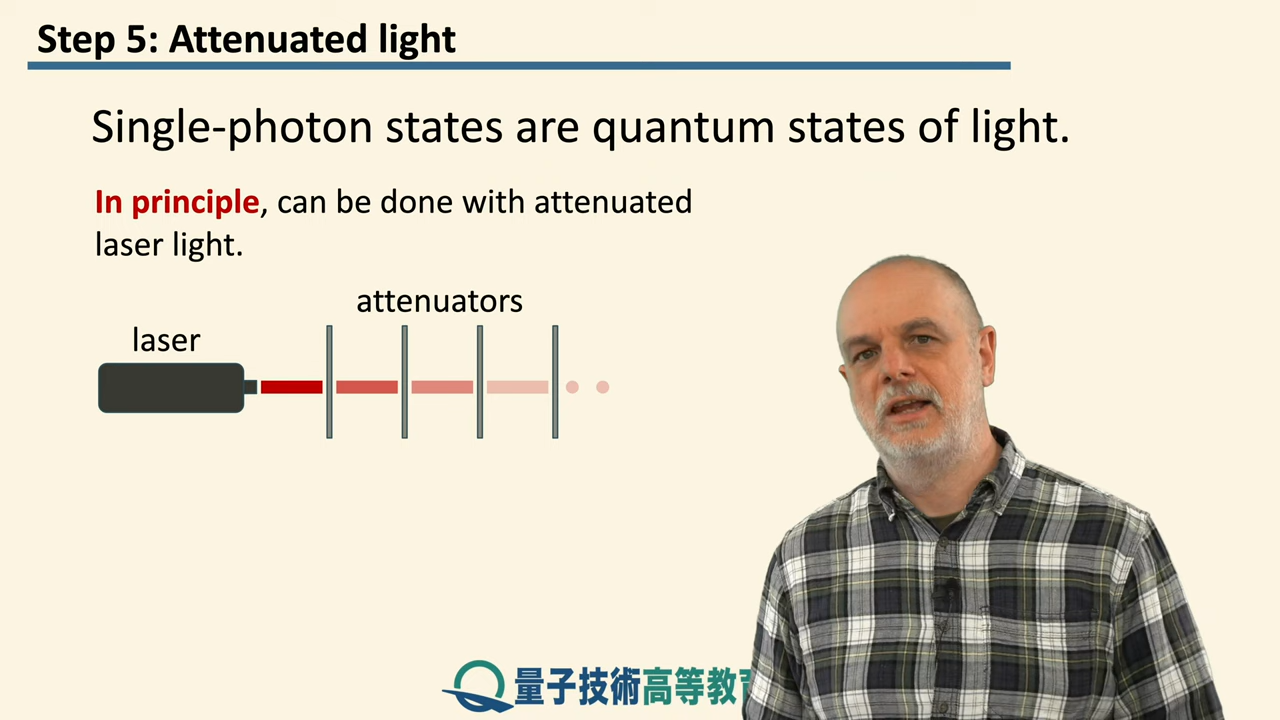 Step 5: Attenuated light
Single-photon states are quantum states of light.
In principle, can be done with attenuated
laser light.
attenuators
laser
量子技術高等教育